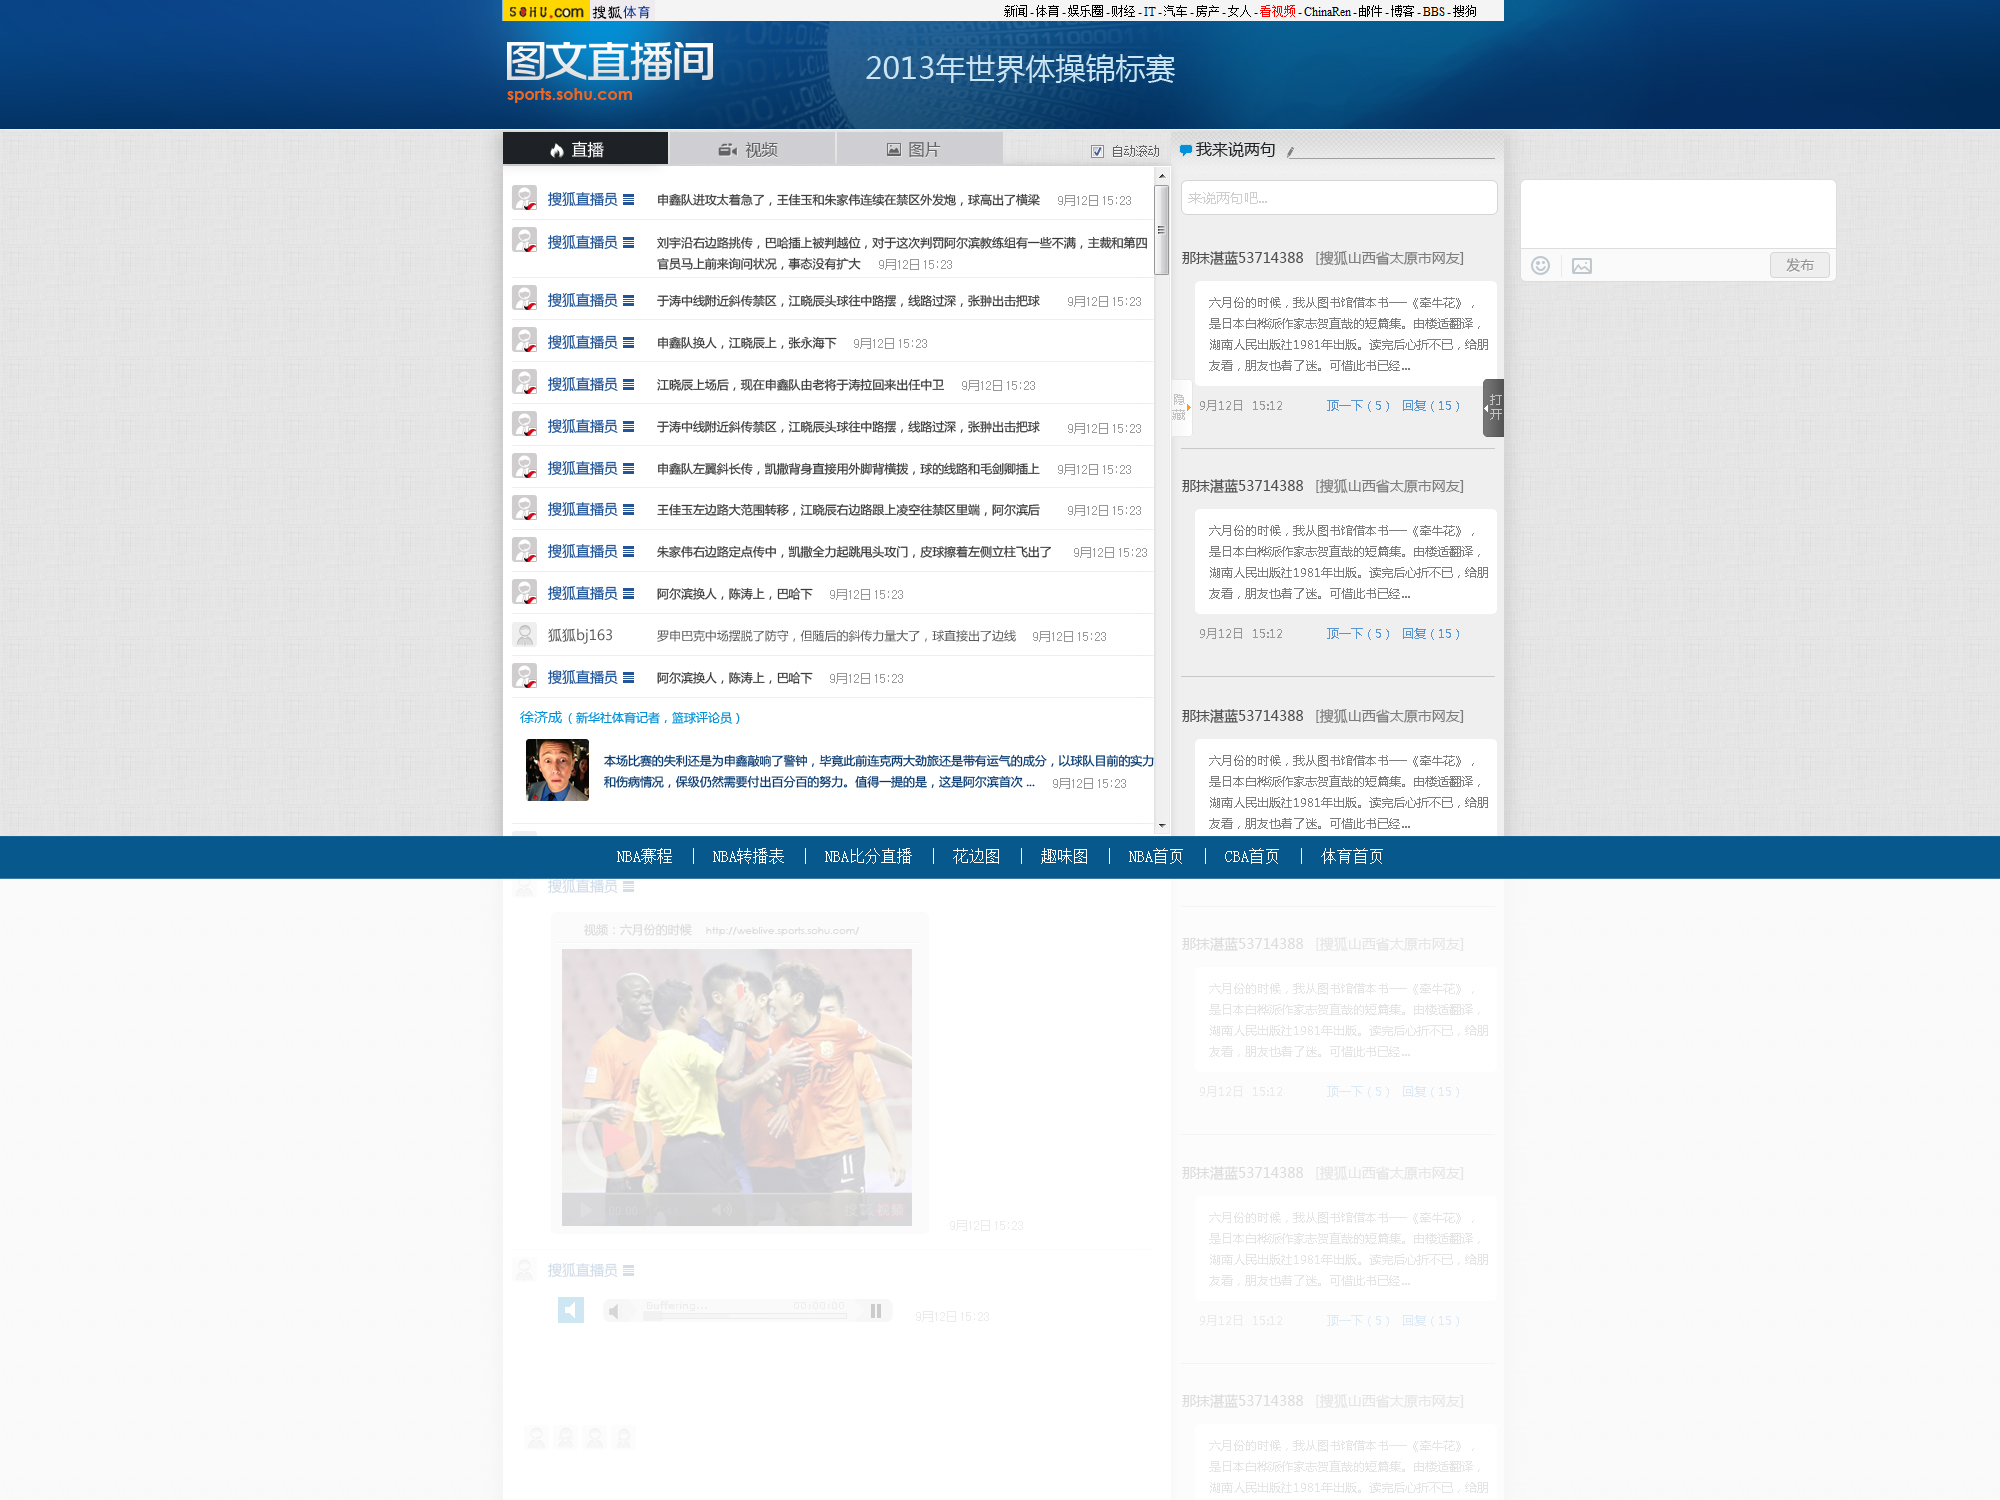 SOHU.com 搜狐体育
新闻-体育-娱乐圈-财经-IT-汽车-房产-女人-看视频-ChinaRen-邮件-博客-BBS-搜狗
图文直播间
sports.sohu.com
2013年世界体操锦标赛
直播
视频
图片
自动滚动
搜狐直播员 申鑫队进攻太着急了，王佳玉和朱家伟连续在禁区外发炮，球高出了横梁 9月12日 15:23
搜狐直播员 刘宇沿右边路挑传，巴哈插上被判越位，对于这次判罚阿尔滨教练组有一些不满，主裁和第四
官员马上前来询问状况，事态没有扩大 9月12日 15:23
搜狐直播员 于涛中线附近斜传禁区，江晓辰头球往中路摆，线路过深，张翀出击把球 9月12日 15:23
搜狐直播员 申鑫队换人，江晓辰上，张永海下 9月12日 15:23
搜狐直播员 江晓辰上场后，现在申鑫队由老将于涛拉回来出任中卫 9月12日 15:23
搜狐直播员 于涛中线附近斜传禁区，江晓辰头球往中路摆，线路过深，张翀出击把球 9月12日 15:23
搜狐直播员 申鑫队左翼斜长传，凯撒背身直接用外脚背横拨，球的线路和毛剑卿插上 9月12日 15:23
搜狐直播员 王佳玉左边路大范围转移，江晓辰右边路跟上凌空往禁区里端，阿尔滨后 9月12日 15:23
搜狐直播员 朱家伟右边路定点传中，凯撒全力起跳甩头攻门，皮球擦着左侧立柱飞出了 9月12日 15:23
搜狐直播员 阿尔滨换人，陈涛上，巴哈下 9月12日 15:23
狐狐bj163 罗申巴克中场摆脱了防守，但随后的斜传力量大了，球直接出了边线 9月12日 15:23
搜狐直播员 阿尔滨换人，陈涛上，巴哈下 9月12日 15:23
徐济成（新华社体育记者，篮球评论员）
本场比赛的失利还是为申鑫敲响了警钟，毕竟此前连克两大劲旅还是带有运气的成分，以球队目前的实力
和伤病情况，保级仍然需要付出百分百的努力。值得一提的是，这是阿尔滨首次 ... 9月12日 15:23
我来说两句
来说两句吧...
发布
那抹湛蓝53714388 [搜狐山西省太原市网友]
六月份的时候，我从图书馆借本书——《牵牛花》，
是日本白桦派作家志贺直哉的短篇集。由楼适翻译，
湖南人民出版社1981年出版。读完后心折不已，给朋
友看，朋友也着了迷。可惜此书已经...
隐藏
打开
9月12日 15:12 顶一下（5） 回复（15）
那抹湛蓝53714388 [搜狐山西省太原市网友]
六月份的时候，我从图书馆借本书——《牵牛花》，
是日本白桦派作家志贺直哉的短篇集。由楼适翻译，
湖南人民出版社1981年出版。读完后心折不已，给朋
友看，朋友也着了迷。可惜此书已经...
9月12日 15:12 顶一下（5） 回复（15）
那抹湛蓝53714388 [搜狐山西省太原市网友]
六月份的时候，我从图书馆借本书——《牵牛花》，
是日本白桦派作家志贺直哉的短篇集。由楼适翻译，
湖南人民出版社1981年出版。读完后心折不已，给朋
友看，朋友也着了迷。可惜此书已经...
NBA赛程 | NBA转播表 | NBA比分直播 | 花边图 | 趣味图 | NBA首页 | CBA首页 | 体育首页
搜狐直播员
视频：六月份的时候 http://weblive.sports.sohu.com/
11
00:00
搜狐视频
9月12日 15:23
搜狐直播员
Buffering... 00:00:00
9月12日 15:23
那抹湛蓝53714388 [搜狐山西省太原市网友]
六月份的时候，我从图书馆借本书——《牵牛花》，
是日本白桦派作家志贺直哉的短篇集。由楼适翻译，
湖南人民出版社1981年出版。读完后心折不已，给朋
友看，朋友也着了迷。可惜此书已经...
9月12日 15:12 顶一下（5） 回复（15）
那抹湛蓝53714388 [搜狐山西省太原市网友]
六月份的时候，我从图书馆借本书——《牵牛花》，
是日本白桦派作家志贺直哉的短篇集。由楼适翻译，
湖南人民出版社1981年出版。读完后心折不已，给朋
友看，朋友也着了迷。可惜此书已经...
9月12日 15:12 顶一下（5） 回复（15）
那抹湛蓝53714388 [搜狐山西省太原市网友]
六月份的时候，我从图书馆借本书——《牵牛花》，
是日本白桦派作家志贺直哉的短篇集。由楼适翻译，
湖南人民出版社1981年出版。读完后心折不已，给朋